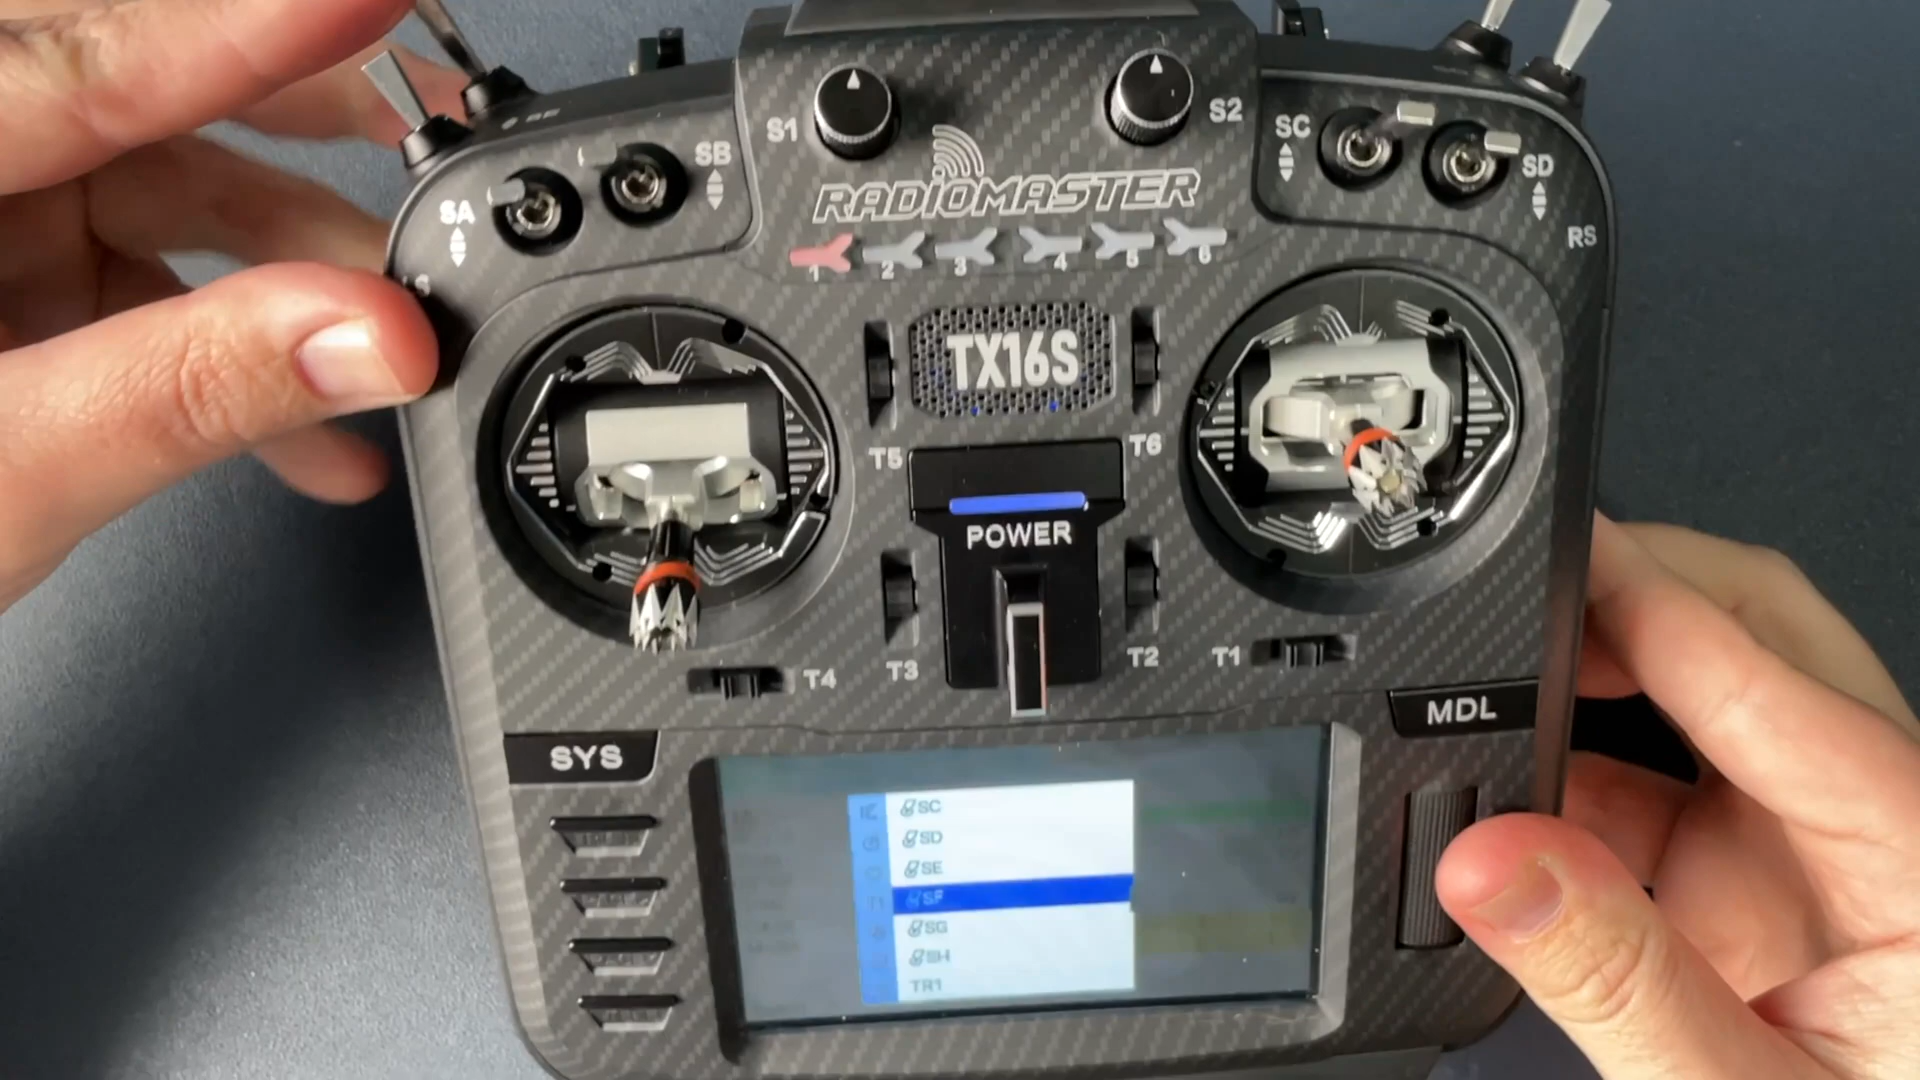 SA
SB
S1
S2
SC
SD
RADIOMASTER
RS
1 2 3 4 5 6
TX16S
T5
T6
POWER
T3
T2
T4
T1
SYS
MDL
SC
SD
SE
SF
SG
SH
TR1